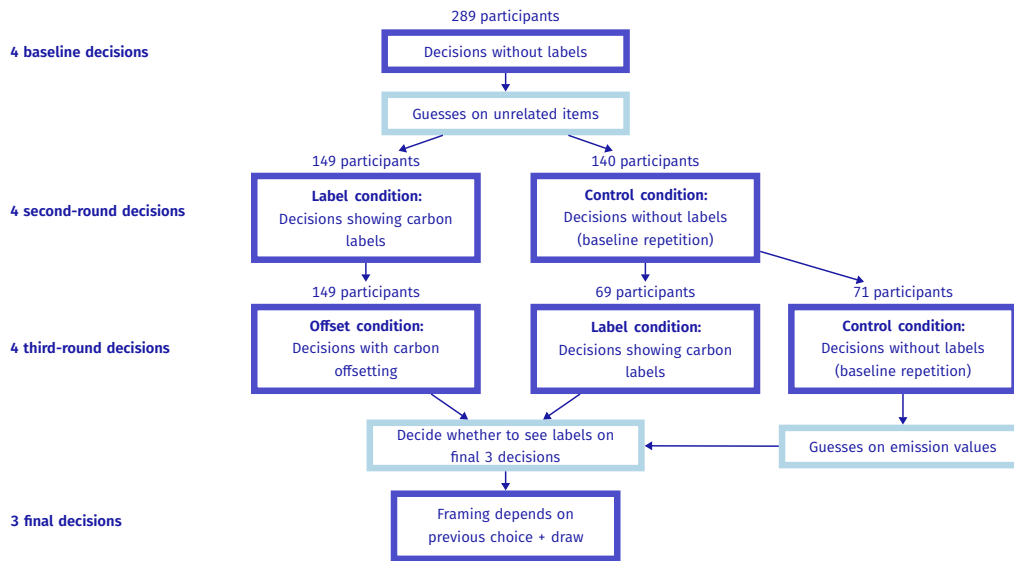 289 participants
4 baseline decisions
Decisions without labels
Guesses on unrelated items
149 participants
140 participants
4 second-round decisions
Label condition:
Decisions showing carbon
labels
Control condition:
Decisions without labels
(baseline repetition)
149 participants
69 participants
71 participants
4 third-round decisions
Offset condition:
Decisions with carbon
offsetting
Label condition:
Decisions showing carbon
labels
Control condition:
Decisions without labels
(baseline repetition)
Decide whether to see labels on
final 3 decisions
Guesses on emission values
3 final decisions
Framing depends on
previous choice + draw